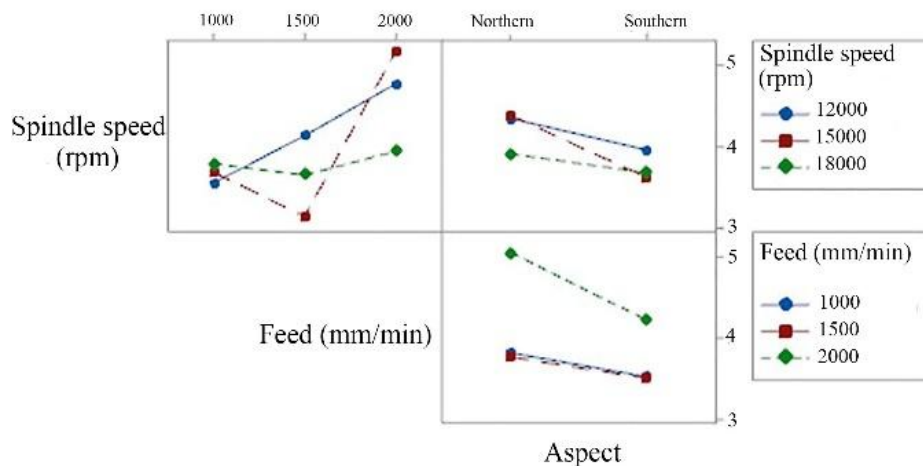 1000 1500 2000 Northern Southern
5
4
3
Spindle speed
(rpm)
Spindle speed
(rpm)
12000
15000
18000
5
4
3
Feed (mm/min)
Feed (mm/min)
1000
1500
2000
Aspect